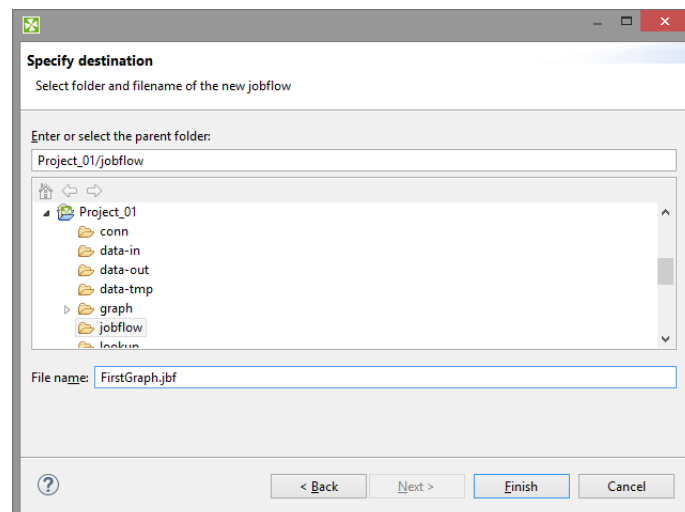 Specify destination
Select folder and filename of the new jobflow
Enter or select the parent folder:
Project_01/jobflow
Project_01
conn
data-in
data-out
data-tmp
graph
jobflow
lookup
File name: FirstGraph.jbf
< Back Next > Finish Cancel